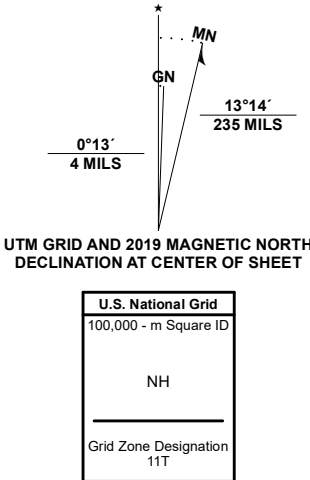 MN
GN
0°13´
4 MILS
13°14´
235 MILS
UTM GRID AND 2019 MAGNETIC NORTH
DECLINATION AT CENTER OF SHEET
U.S. National Grid
100,000 - m Square ID
NH
Grid Zone Designation
11T